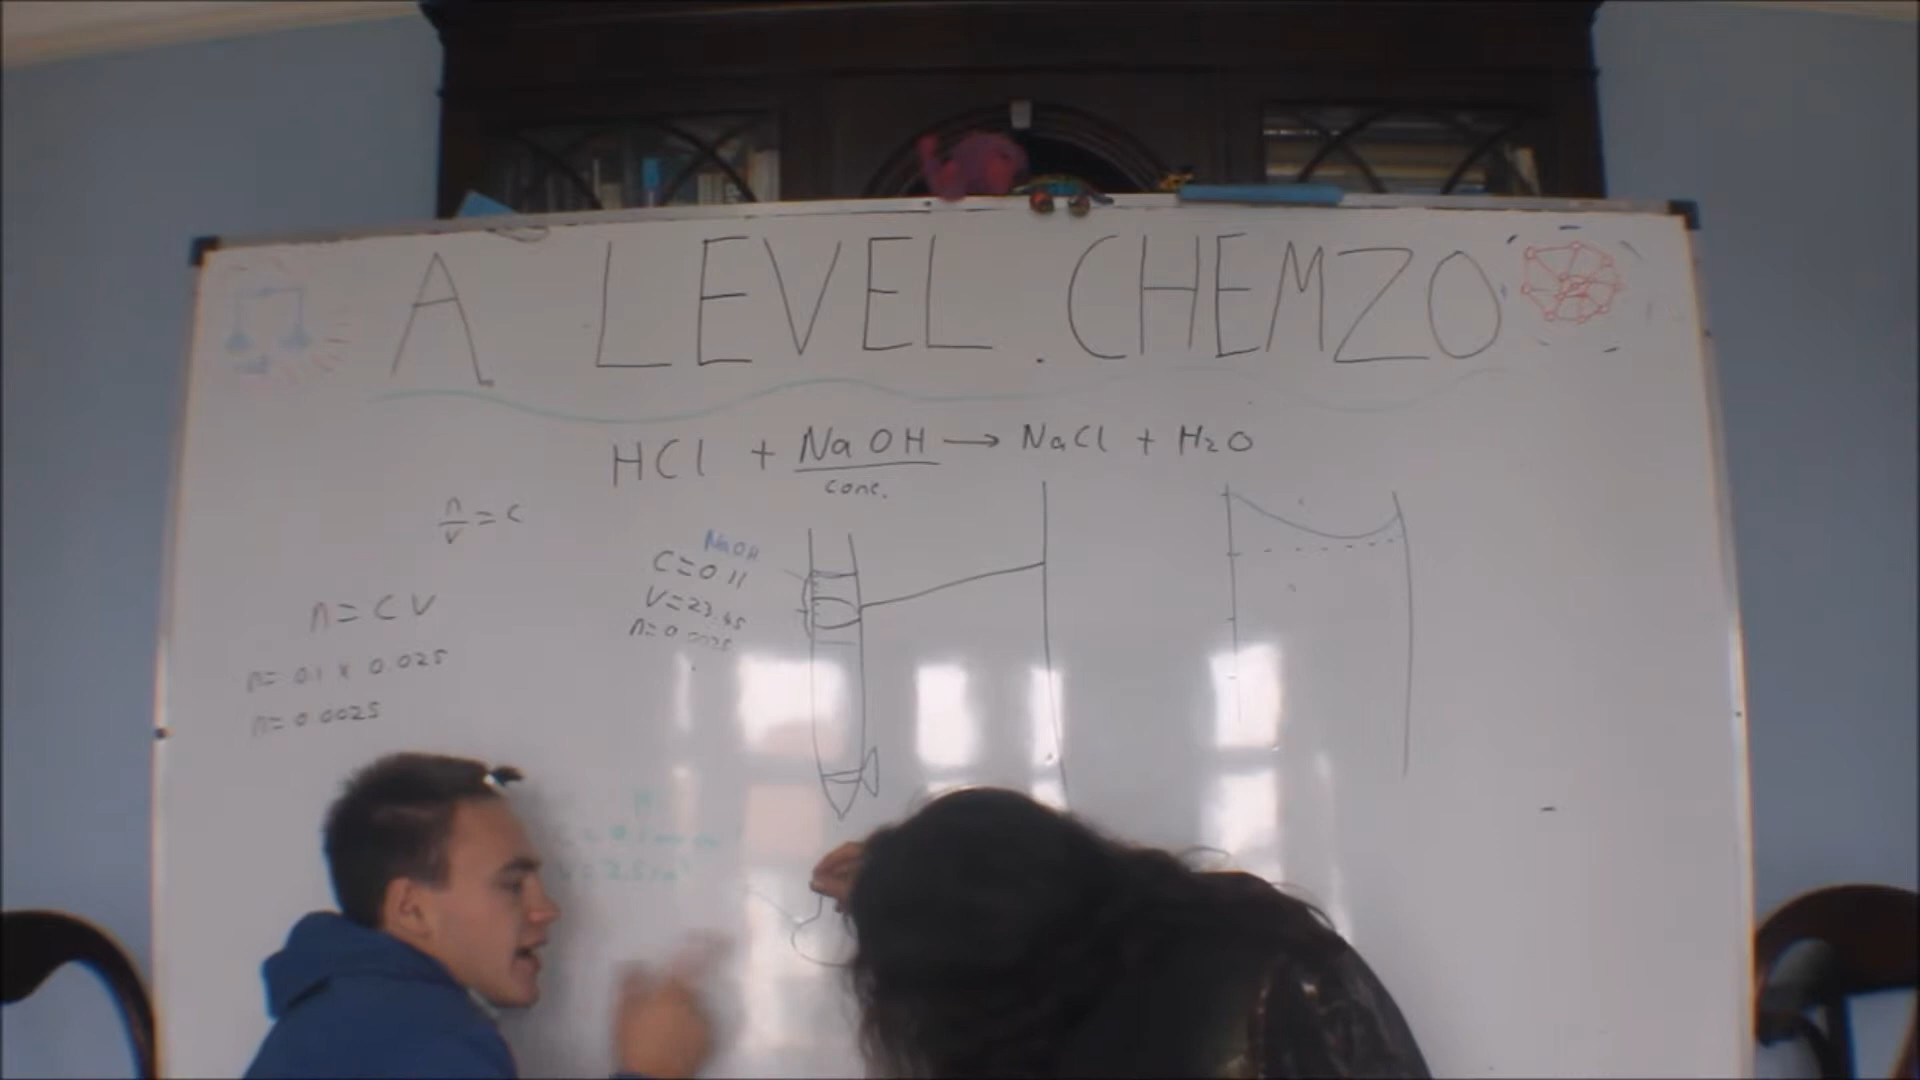 A LEVEL . CHEMZO
HCl + NaOH → NaCl + H2O
conc.
n/v = c
n = c v
n = 0.1 x 0.025
n = 0.0025
NaOH
C = 0.11
V = 23.45
n = 0.0025